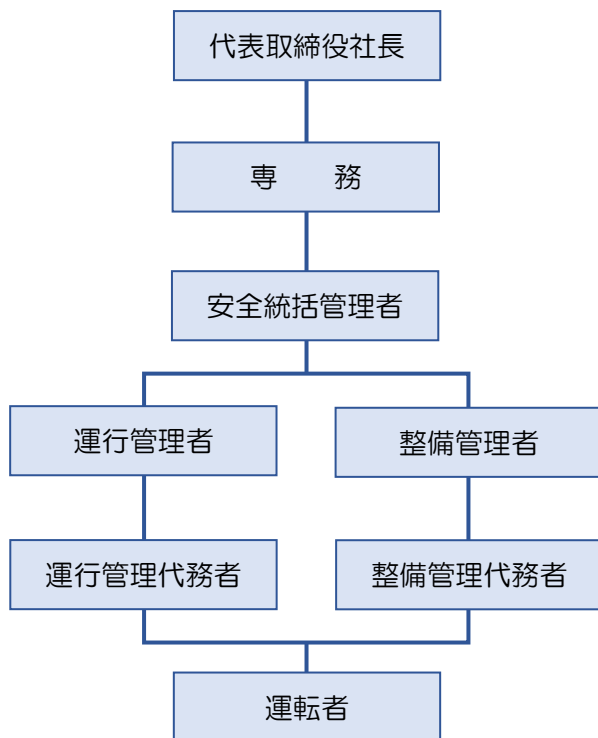 代表取締役社長
専　　務
安全統括管理者
運行管理者
整備管理者
運行管理代務者
整備管理代務者
運転者